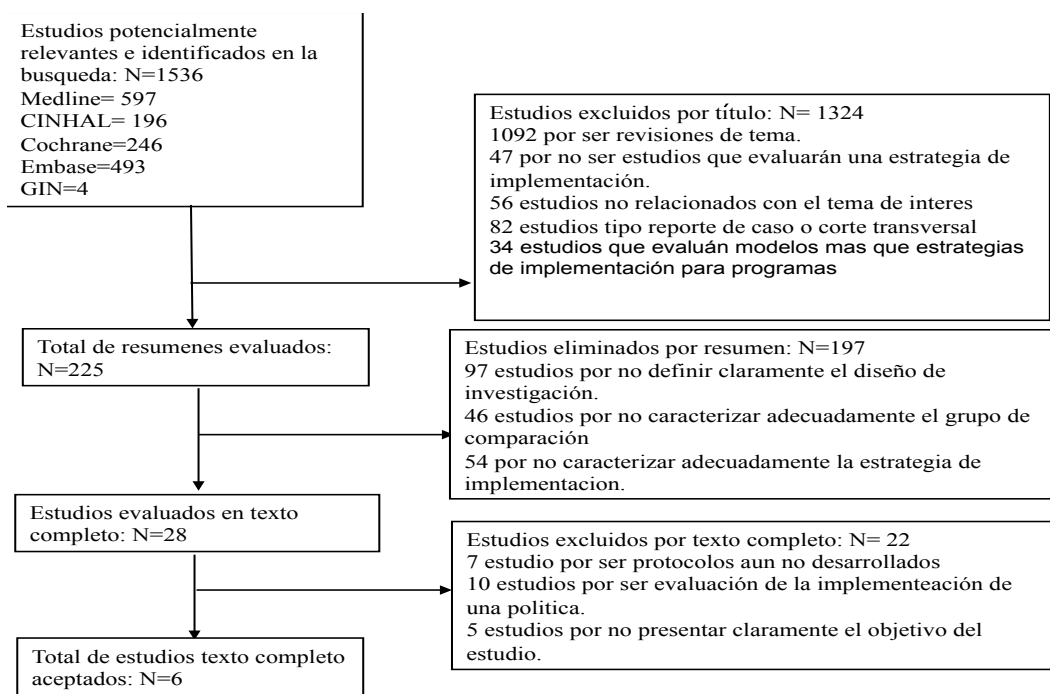 Estudios potencialmente
relevantes e identificados en la
busqueda: N=1536
Medline= 597
CINHAL= 196
Cochrane=246
Embase=493
GIN=4
Estudios excluidos por título: N= 1324
1092 por ser revisiones de tema.
47 por no ser estudios que evaluarán una estrategia de
implementación.
56 estudios no relacionados con el tema de interes
82 estudios tipo reporte de caso o corte transversal
34 estudios que evaluán modelos mas que estrategias
de implementación para programas
Total de resumenes evaluados:
N=225
Estudios eliminados por resumen: N=197
97 estudios por no definir claramente el diseño de
investigación.
46 estudios por no caracterizar adecuadamente el grupo de
comparación
54 por no caracterizar adecuadamente la estrategia de
implementacion.
Estudios evaluados en texto
completo: N=28
Estudios excluidos por texto completo: N= 22
7 estudio por ser protocolos aun no desarrollados
10 estudios por ser evaluación de la implementeación de
una politica.
5 estudios por no presentar claramente el objetivo del
estudio.
Total de estudios texto completo
aceptados: N=6